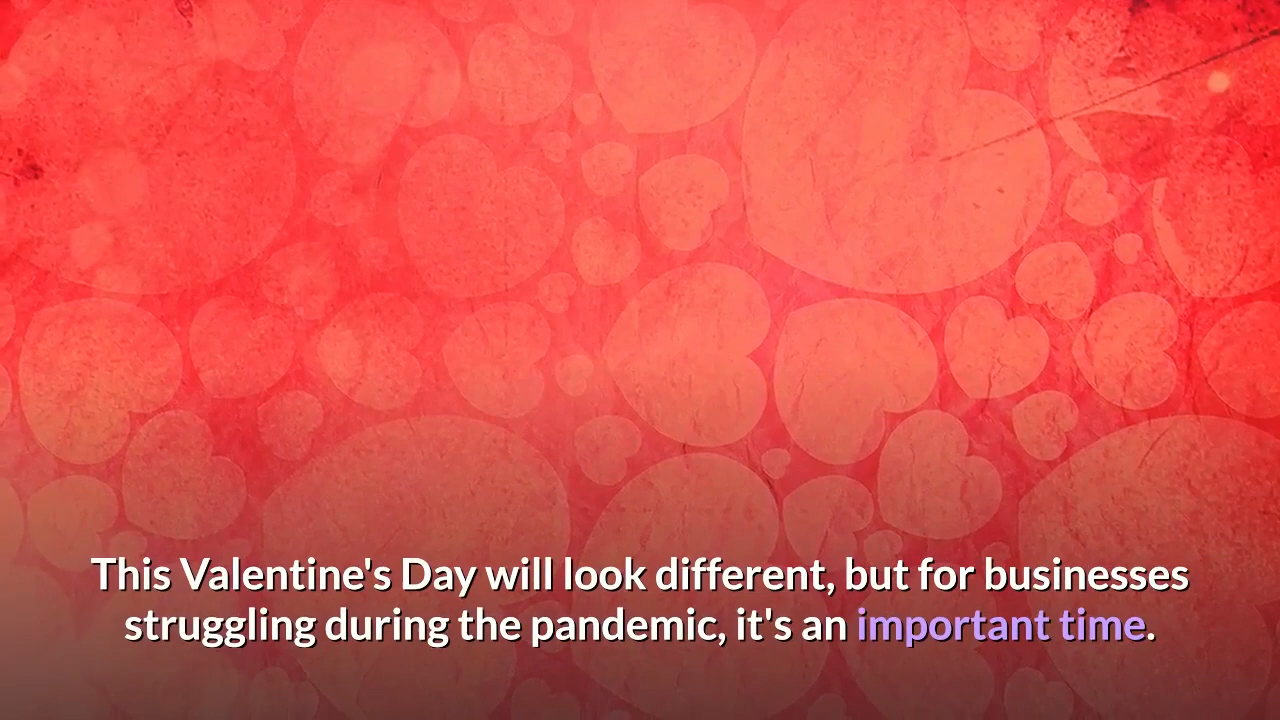 This Valentine's Day will look different, but for businesses
struggling during the pandemic, it's an important time.